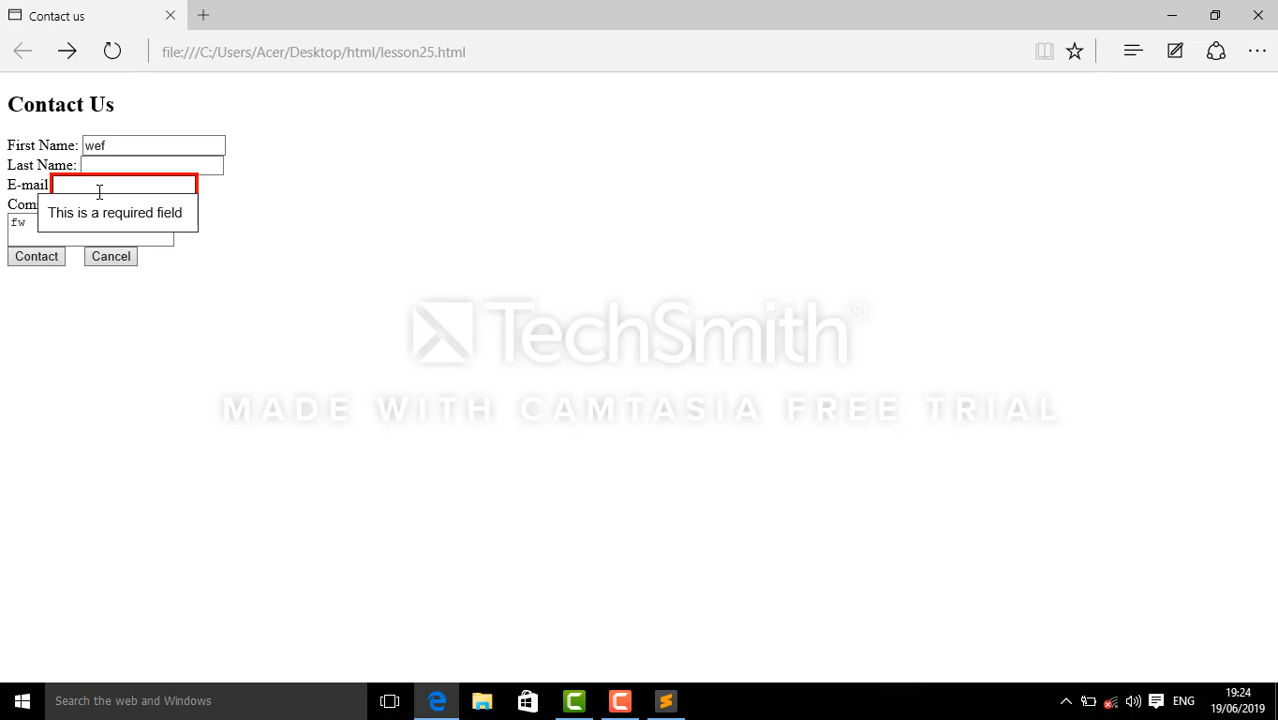 Contact us
file:///C:/Users/Acer/Desktop/html/lesson25.html
Contact Us
First Name: wef
Last Name:
E-mail
This is a required field
fw
Contact Cancel
TechSmith®
MADE WITH CAMTASIA FREE TRIAL
Search the web and Windows
ENG
19:24
19/06/2019